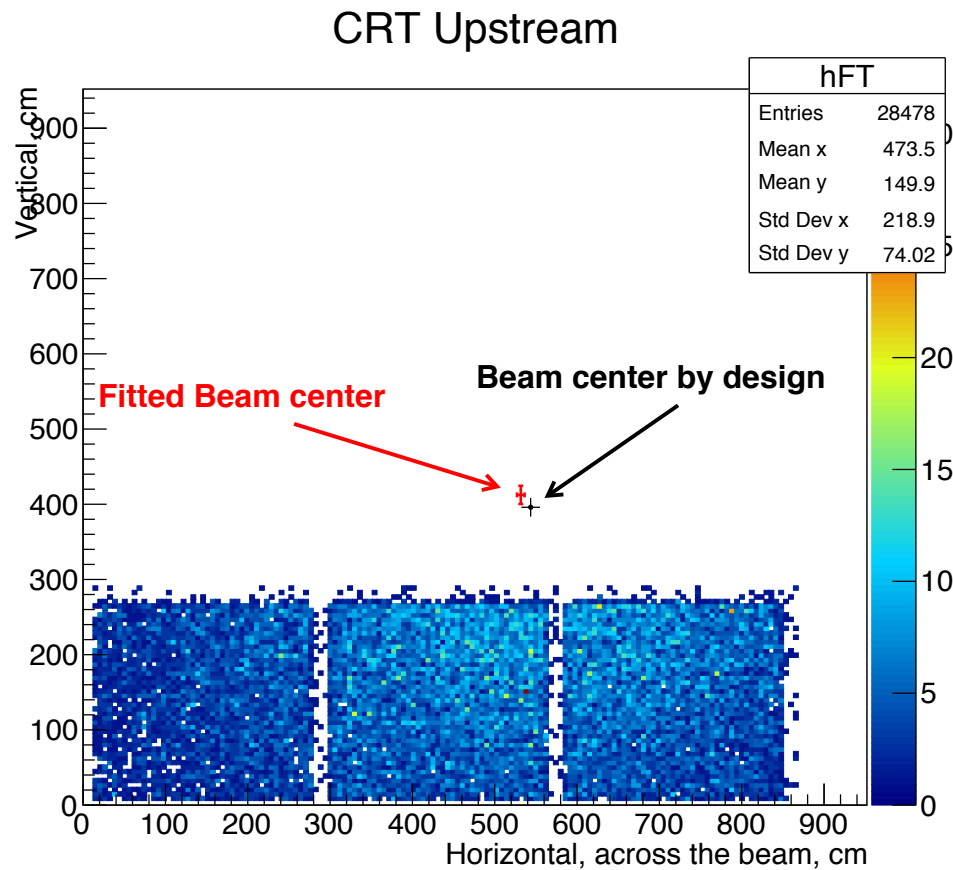 CRT Upstream
hFT
Entries 28478
Mean x 473.5
Mean y 149.9
Std Dev x 218.9
Std Dev y 74.02
Vertical, cm
900
800
700
600
500
400
300
200
100
0
Fitted Beam center
Beam center by design
0
5
20
15
10
5
0
0 100 200 300 400 500 600 700 800 900
Horizontal, across the beam, cm